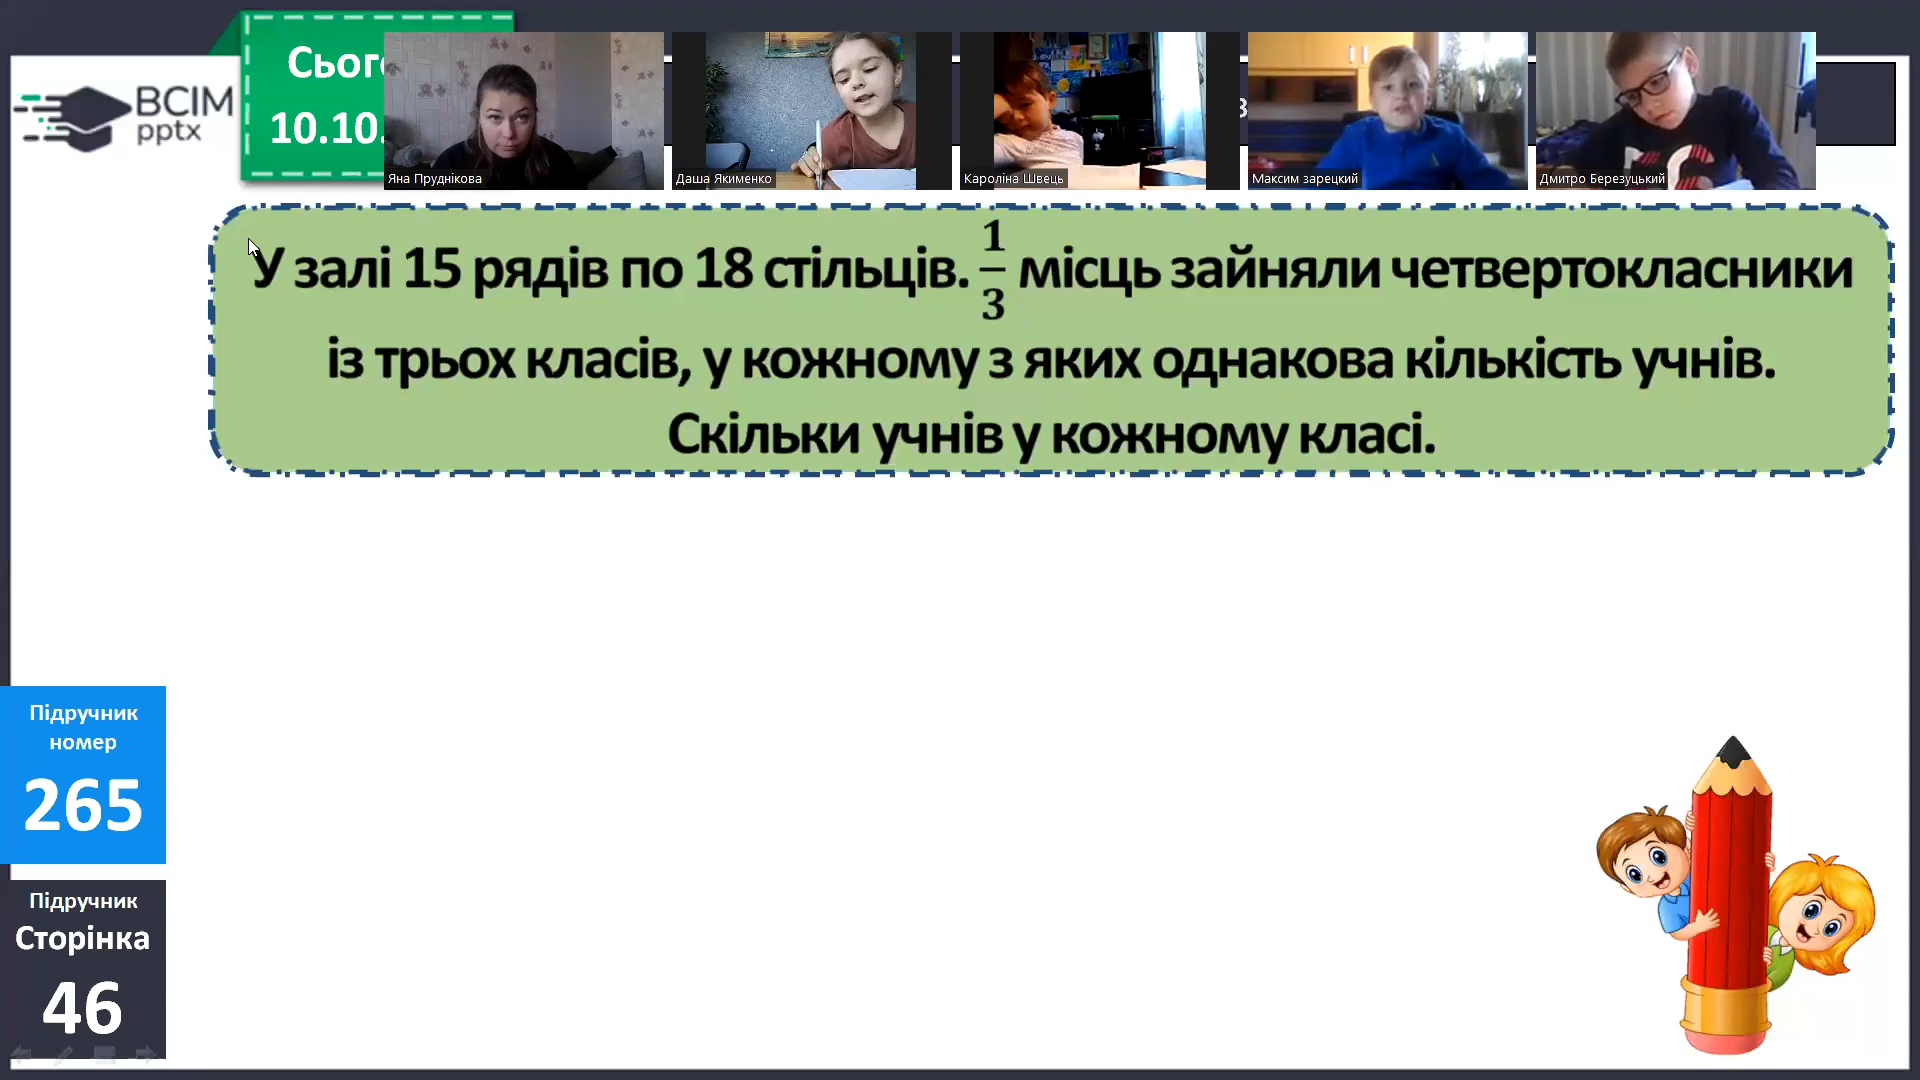 Сього
10.10.
ВСІМ
pptx
Яна Пруднікова
Даша Якименко
Кароліна Швець
Максим зарецкий
Дмитро Березуцький
У залі 15 рядів по 18 стільців. 1/3 місць зайняли четвертокласники
із трьох класів, у кожному з яких однакова кількість учнів.
Скільки учнів у кожному класі.
Підручник
номер
265
Підручник
Сторінка
46